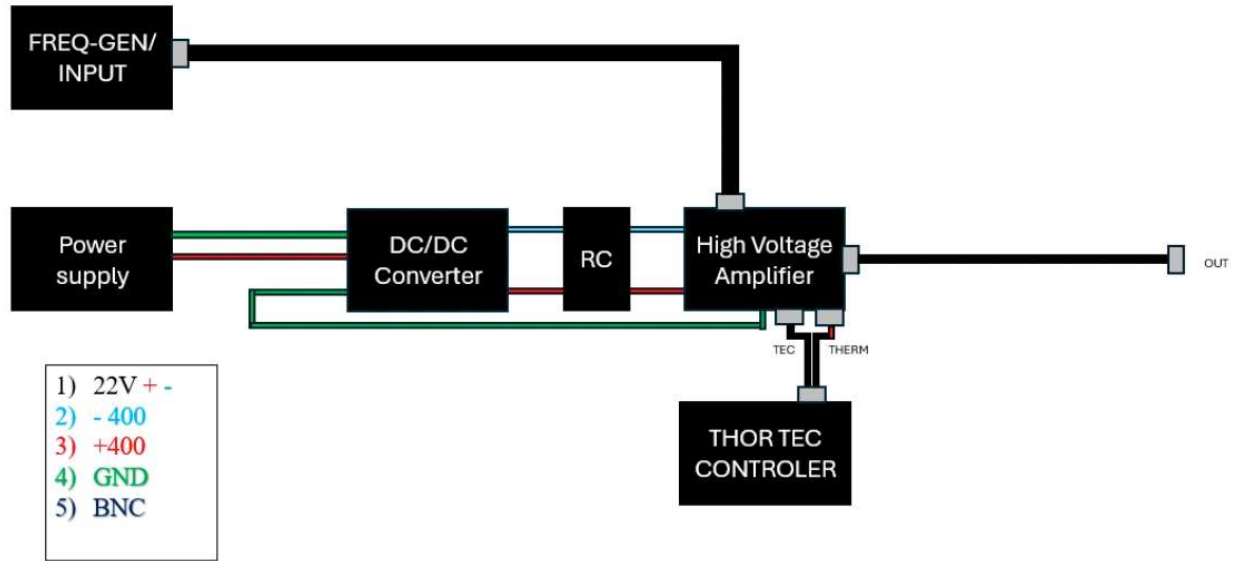 FREQ-GEN/
INPUT
Power
supply
DC/DC
Converter
RC
High Voltage
Amplifier
OUT
TEC
THERM
THOR TEC
CONTROLER
1) 22V + -
2) - 400
3) +400
4) GND
5) BNC